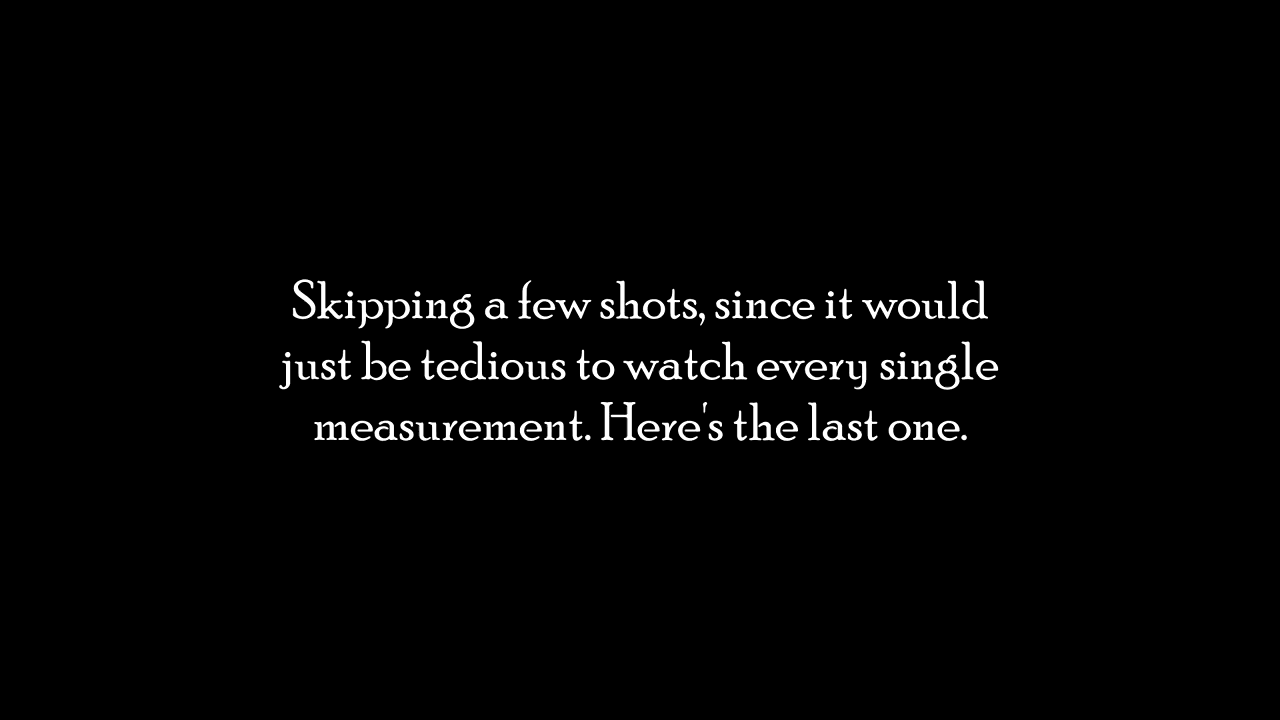 Skipping a few shots, since it would
just be tedious to watch every single
measurement. Here's the last one.